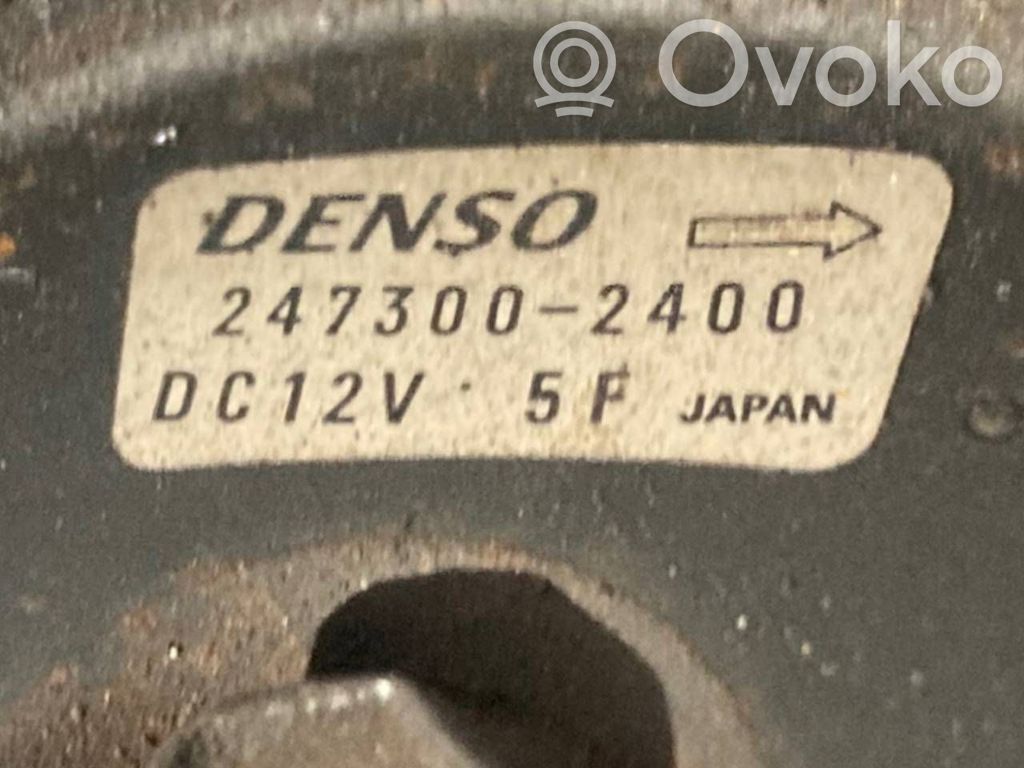 Ovoko
DENSO
247300-2400
DC12V 5F JAPAN